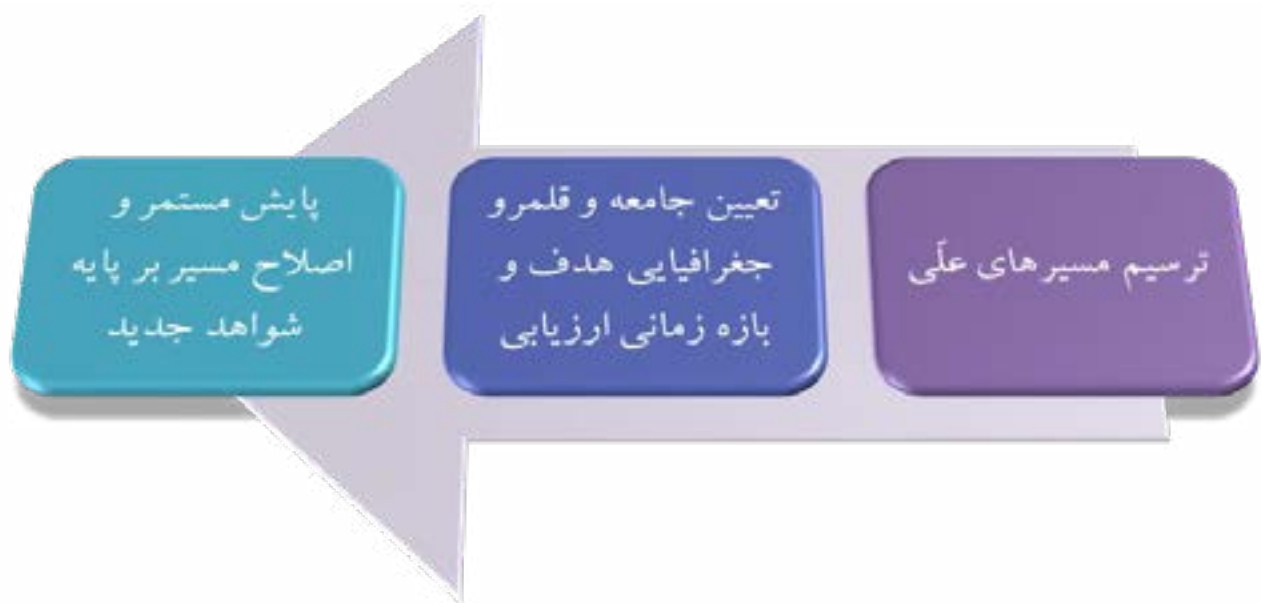 ترسیم مسیرهای علّی
تعیین جامعه و قلمرو
جغرافیایی هدف و
بازه زمانی ارزیابی
پایش مستمر و
اصلاح مسیر بر پایه
شواهد جدید